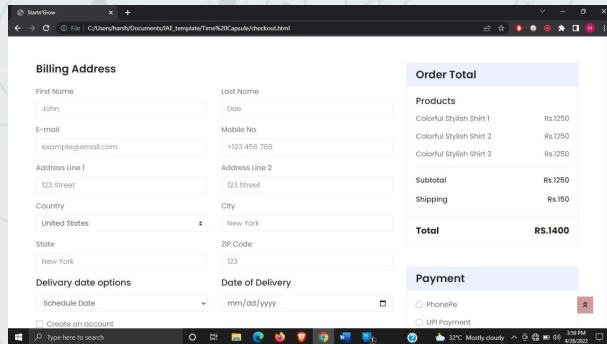 Startin'Grow
File | C:/Users/harsh/Documents/IAE_template/Time%20Capsule/checkout.html
Billing Address
First Name
Last Name
John
Doe
E-mail
Mobile No
example@email.com
+123 456 789
Address Line 1
Address Line 2
123 Street
123 Street
Country
City
United States
New York
State
ZIP Code
New York
123
Delivary date options
Date of Delivery
Schedule Date
mm/dd/yyyy
Create an account
Order Total
Products
Colorful Stylish Shirt 1 Rs.1250
Colorful Stylish Shirt 2 Rs.1250
Colorful Stylish Shirt 3 Rs.1250
Subtotal Rs.1250
Shipping Rs.150
Total RS.1400
Payment
PhonePe
UPI Payment
Type here to search
32°C Mostly cloudy
3:59 PM
4/28/2022